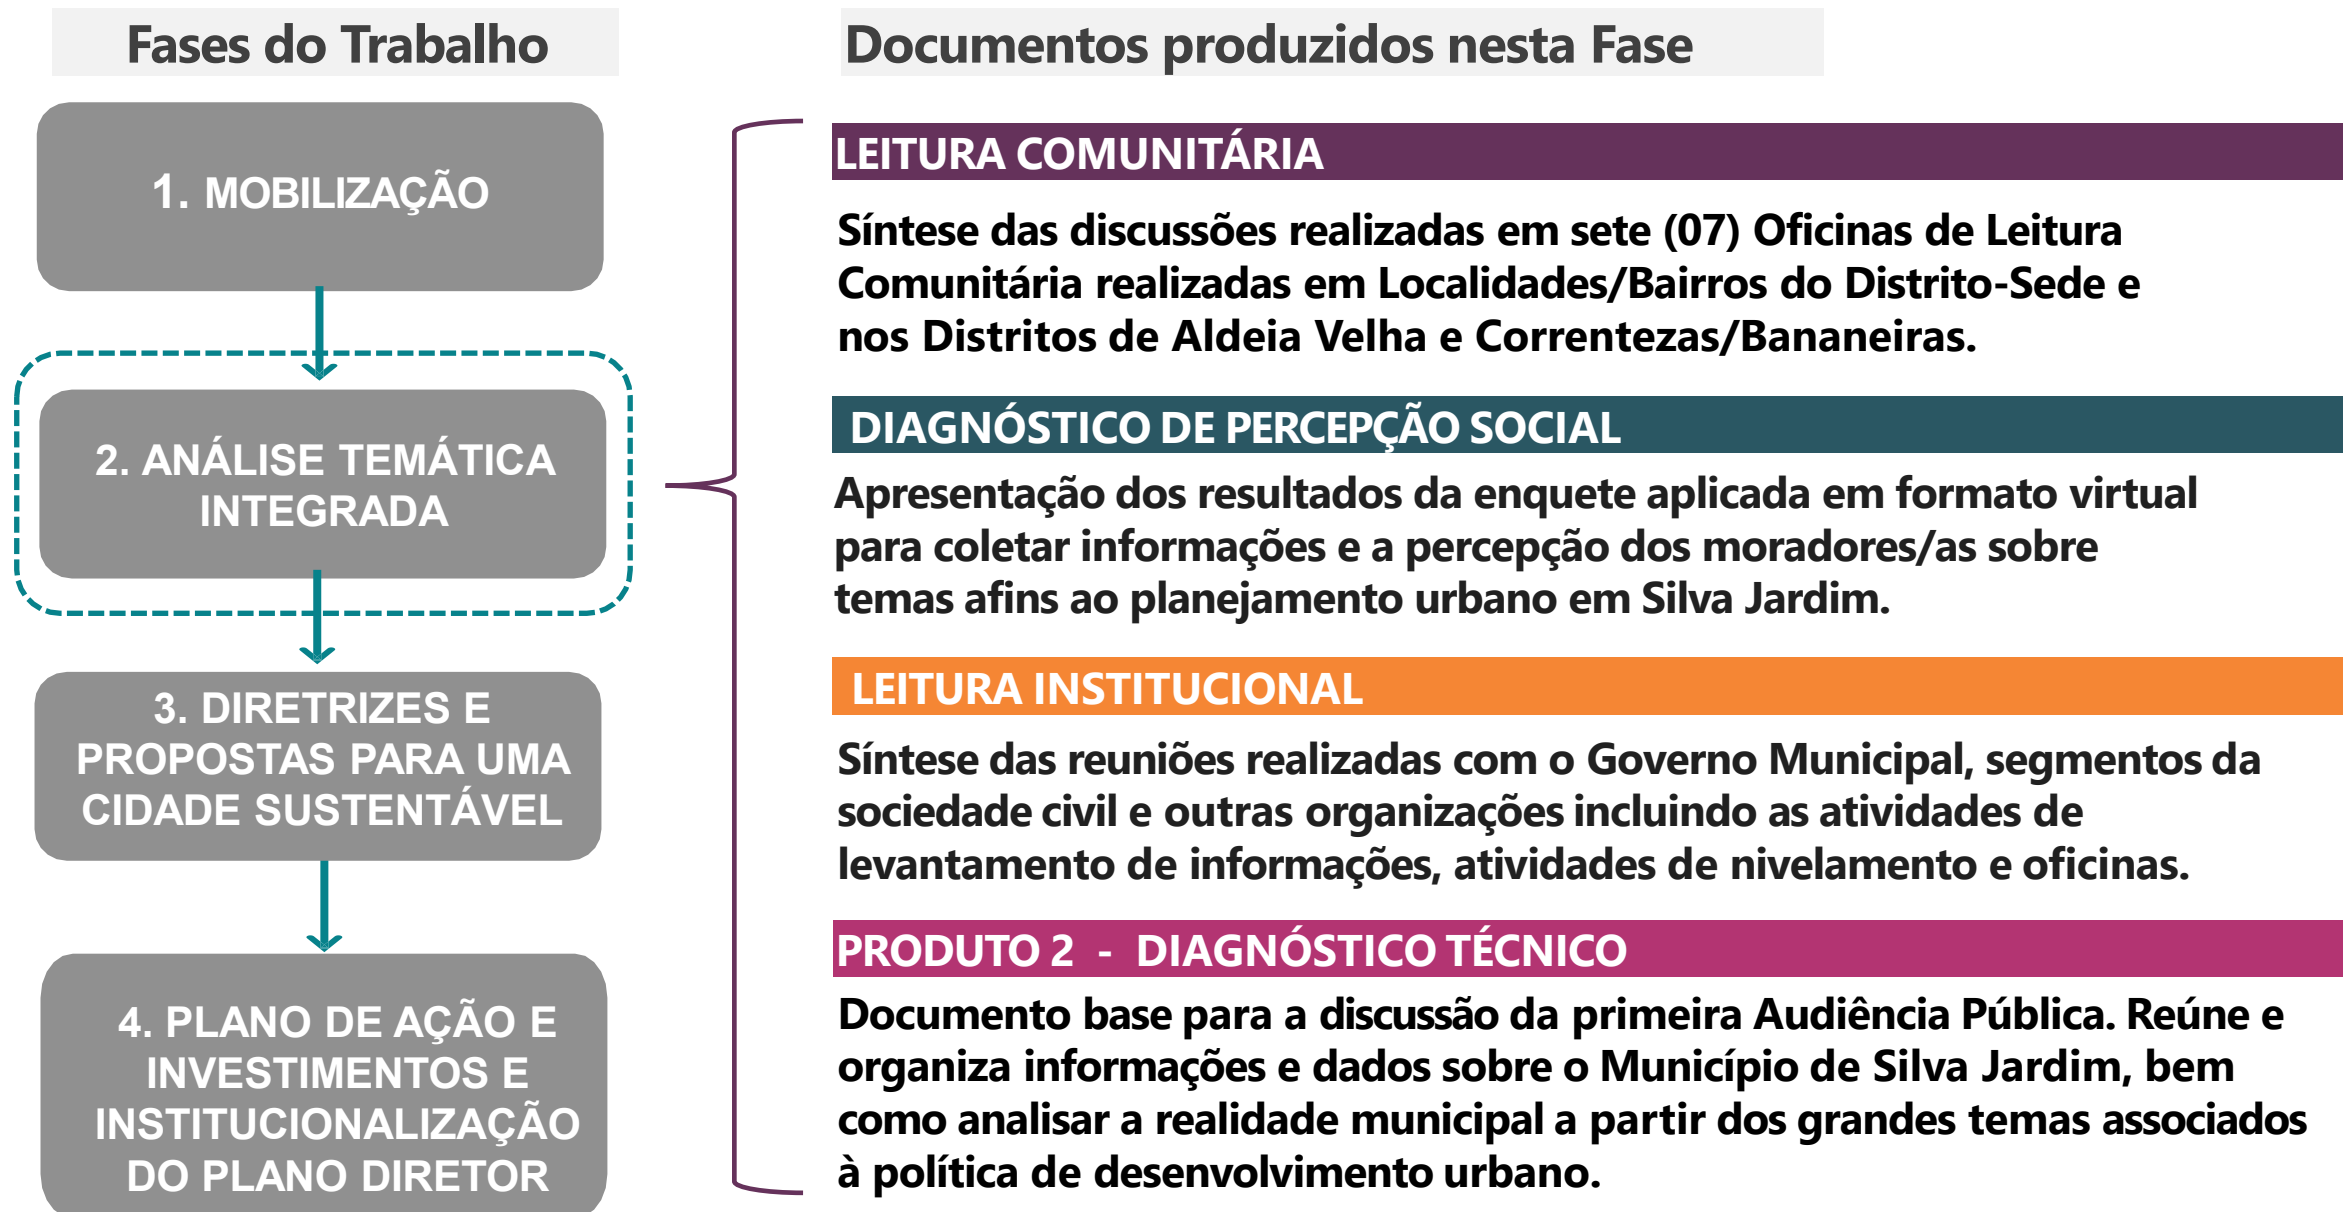 Fases do Trabalho
1. MOBILIZAÇÃO
2. ANÁLISE TEMÁTICA
INTEGRADA
3. DIRETRIZES E
PROPOSTAS PARA UMA
CIDADE SUSTENTÁVEL
4. PLANO DE AÇÃO E
INVESTIMENTOS E
INSTITUCIONALIZAÇÃO
DO PLANO DIRETOR
Documentos produzidos nesta Fase
LEITURA COMUNITÁRIA
Síntese das discussões realizadas em sete (07) Oficinas de Leitura
Comunitária realizadas em Localidades/Bairros do Distrito-Sede e
nos Distritos de Aldeia Velha e Correntezas/Bananeiras.
DIAGNÓSTICO DE PERCEPÇÃO SOCIAL
Apresentação dos resultados da enquete aplicada em formato virtual
para coletar informações e a percepção dos moradores/as sobre
temas afins ao planejamento urbano em Silva Jardim.
LEITURA INSTITUCIONAL
Síntese das reuniões realizadas com o Governo Municipal, segmentos da
sociedade civil e outras organizações incluindo as atividades de
levantamento de informações, atividades de nivelamento e oficinas.
PRODUTO 2 - DIAGNÓSTICO TÉCNICO
Documento base para a discussão da primeira Audiência Pública. Reúne e
organiza informações e dados sobre o Município de Silva Jardim, bem
como analisar a realidade municipal a partir dos grandes temas associados
à política de desenvolvimento urbano.